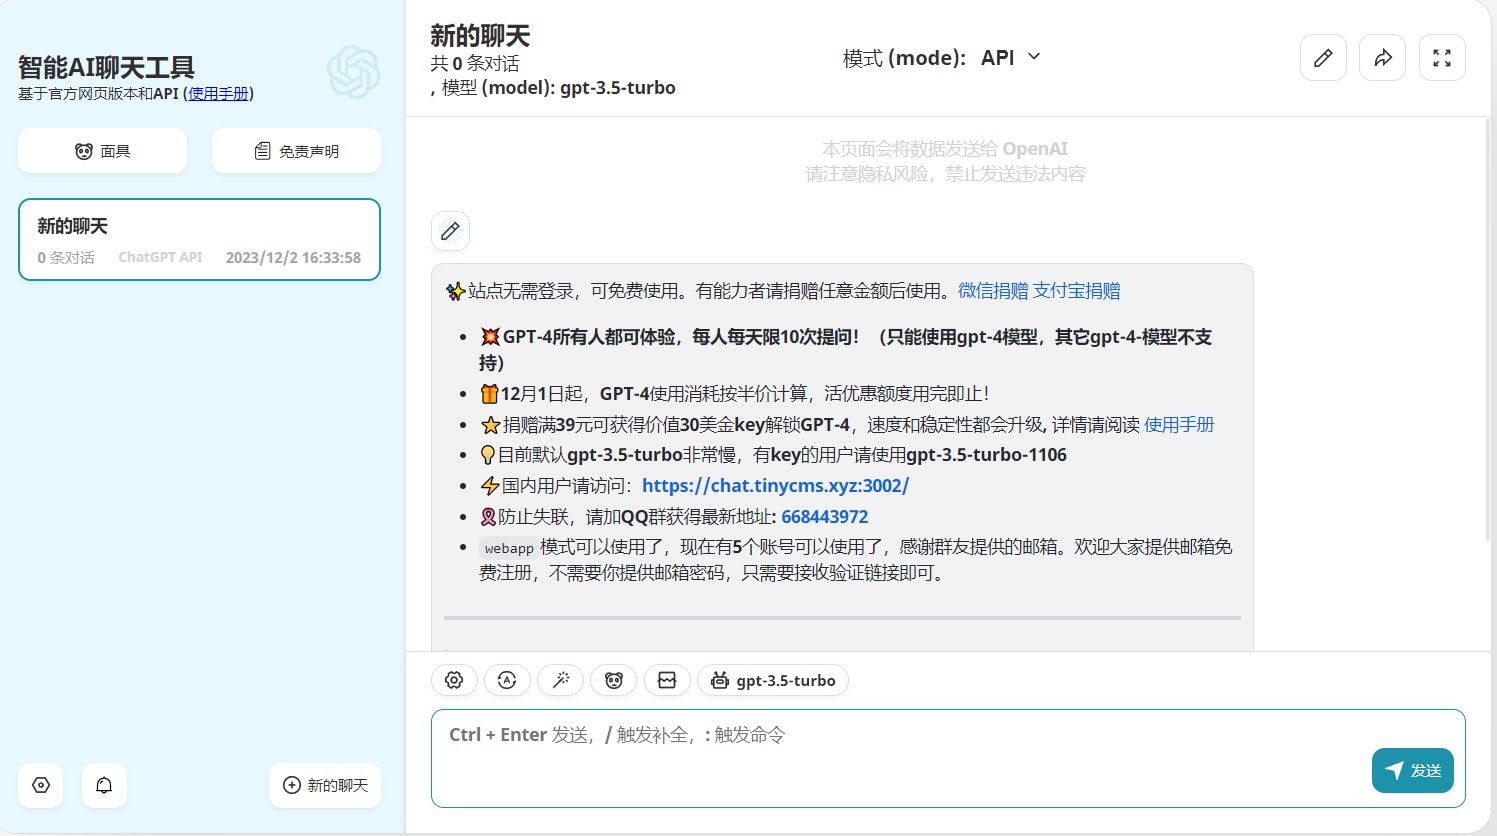 智能AI聊天工具
基于官方网页版本和API (使用手册)
面具
免责声明
新的聊天
0 条对话 ChatGPT API 2023/12/2 16:33:58
新的聊天
新的聊天
共 0 条对话
, 模型 (model): gpt-3.5-turbo
模式 (mode): API
本页面会将数据发送给 OpenAI
请注意隐私风险，禁止发送违法内容
✨站点无需登录，可免费使用。有能力者请捐赠任意金额后使用。微信捐赠 支付宝捐赠
💥GPT-4所有人都可体验，每人每天限10次提问！（只能使用gpt-4模型，其它gpt-4-模型不支
持）
🎁12月1日起，GPT-4使用消耗按半价计算，活优惠额度用完即止！
⭐捐赠满39元可获得价值30美金key解锁GPT-4，速度和稳定性都会升级, 详情请阅读 使用手册
💡目前默认gpt-3.5-turbo非常慢，有key的用户请使用gpt-3.5-turbo-1106
⚡国内用户请访问：https://chat.tinycms.xyz:3002/
🎗防止失联，请加QQ群获得最新地址: 668443972
webapp 模式可以使用了，现在有5个账号可以使用了，感谢群友提供的邮箱。欢迎大家提供邮箱免
费注册，不需要你提供邮箱密码，只需要接收验证链接即可。
gpt-3.5-turbo
Ctrl + Enter 发送，/ 触发补全，: 触发命令
发送